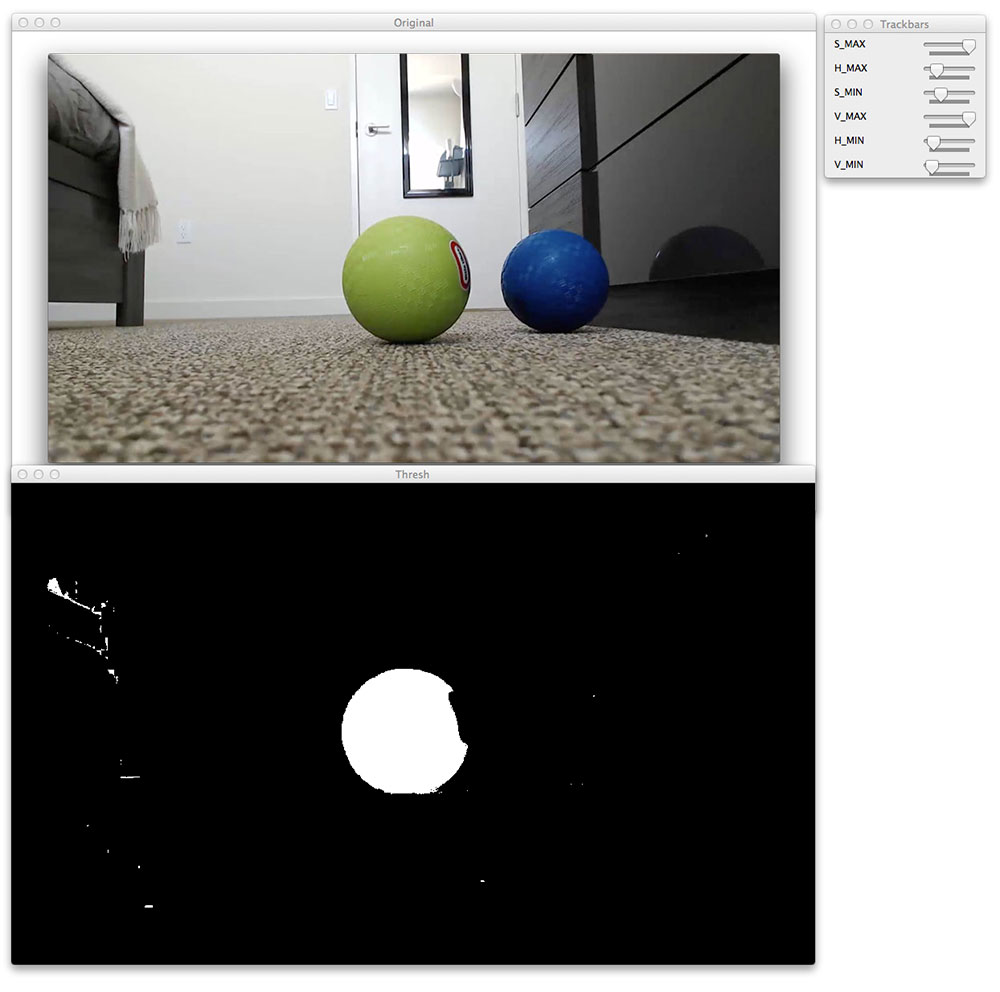 Original
Trackbars
S_MAX
H_MAX
S_MIN
V_MAX
H_MIN
V_MIN
Thresh